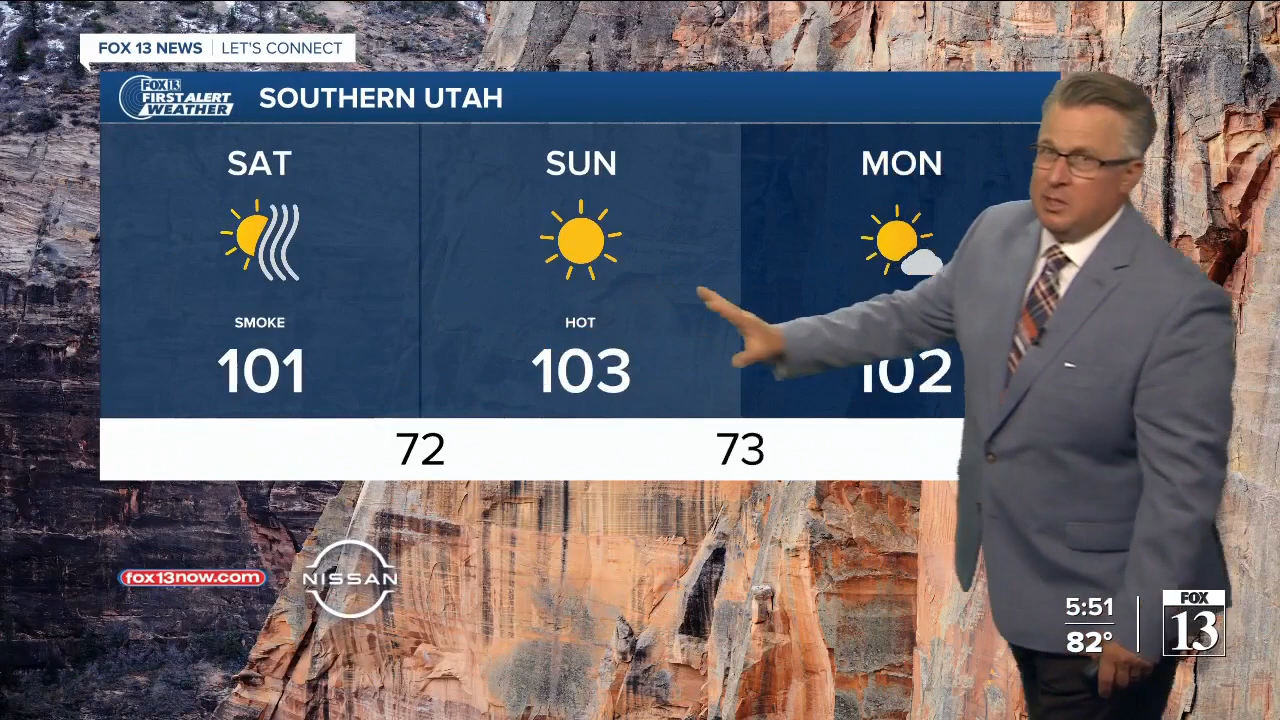 FOX 13 NEWS | LET'S CONNECT
FOX 13
FIRST ALERT
WEATHER
SOUTHERN UTAH
SAT
SUN
MON
SMOKE
HOT
101
103
102
72
73
fox13now.com
NISSAN
5:51
82°
FOX
13